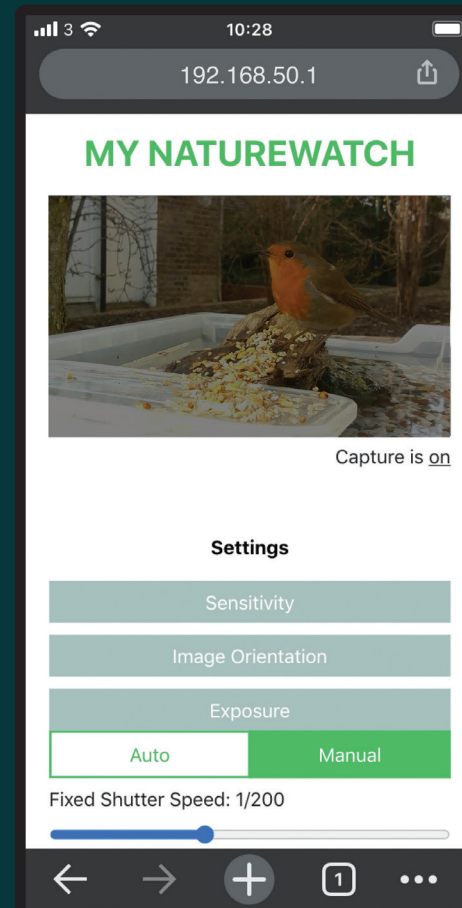 3
10:28
192.168.50.1
MY NATUREWATCH
Capture is on
Settings
Sensitivity
Image Orientation
Exposure
Auto
Manual
Fixed Shutter Speed: 1/200
1